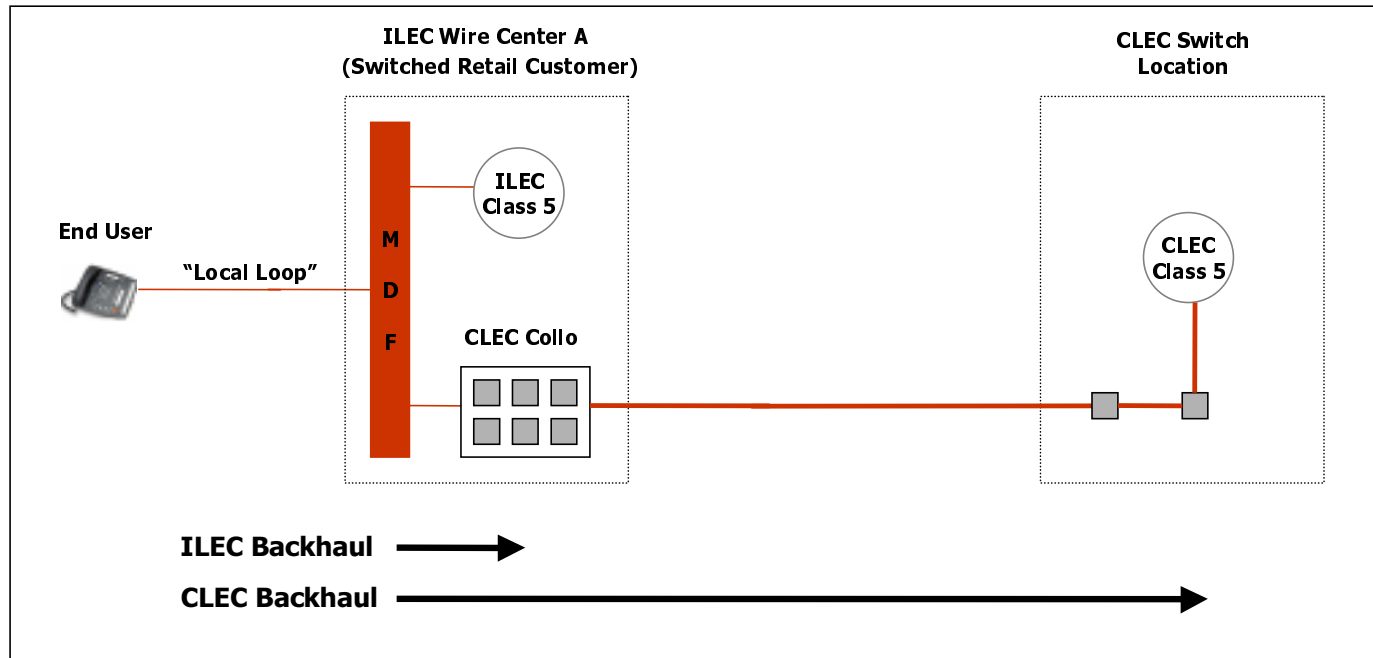 ILEC Wire Center A
(Switched Retail Customer)
CLEC Switch
Location
ILEC
Class 5
End User
M
D
F
“Local Loop”
CLEC
Class 5
CLEC Collo
ILEC Backhaul
CLEC Backhaul